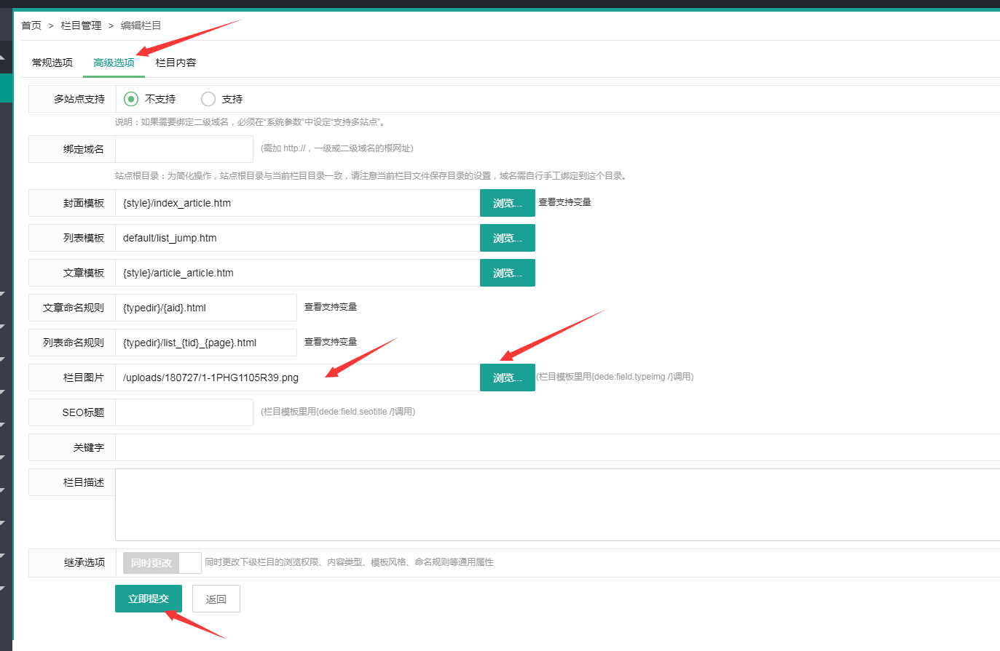 首页 > 栏目管理 > 编辑栏目
常规选项 高级选项 栏目内容
多站点支持 不支持 支持
说明：如果需要绑定二级域名，必须在“系统参数”中设定“支持多站点”。
绑定域名 (需加 http://，一级或二级域名的根网址)
站点根目录：为简化操作，站点根目录与当前栏目目录一致，请注意当前栏目文件保存目录的设置，域名需自行手工绑定到这个目录。
封面模板 {style}/index_article.htm 浏览... 查看支持变量
列表模板 default/list_jump.htm 浏览...
文章模板 {style}/article_article.htm 浏览...
文章命名规则 {typedir}/{aid}.html 查看支持变量
列表命名规则 {typedir}/list_{tid}_{page}.html 查看支持变量
栏目图片 /uploads/180727/1-1PHG1105R39.png 浏览... (栏目模板里用{dede:field.typeimg /}调用)
SEO标题 (栏目模板里用{dede:field.seotitle /}调用)
关键字
栏目描述
继承选项 同时更改 同时更改下级栏目的浏览权限、内容类型、模板风格、命名规则等通用属性
立即提交 返回